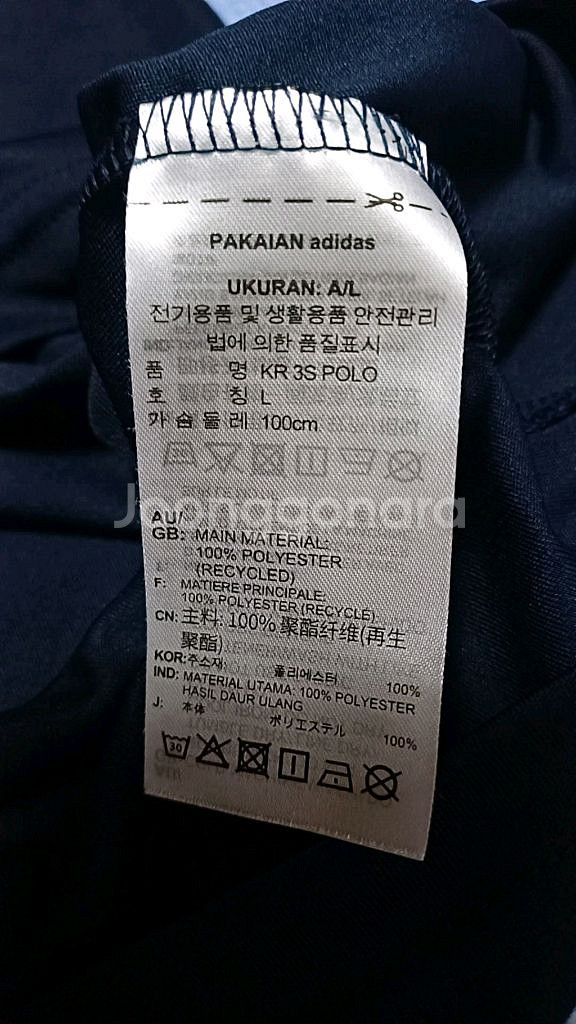 PAKAIAN adidas
UKURAN: A/L
전기용품 및 생활용품 안전관리
법에 의한 품질표시
품 명 KR 3S POLO
호 칭 L
가 슴 둘 레 100cm
Joonggonara
AU/
GB: MAIN MATERIAL:
100% POLYESTER
(RECYCLED)
F: MATIERE PRINCIPALE:
100% POLYESTER (RECYCLÉ)
CN: 主料: 100% 聚酯纤维(再生
聚酯)
KOR: 주소재 폴리에스터 100%
IND: MATERIAL UTAMA: 100% POLYESTER
HASIL DAUR ULANG
J: 本体 ポリエステル 100%
30